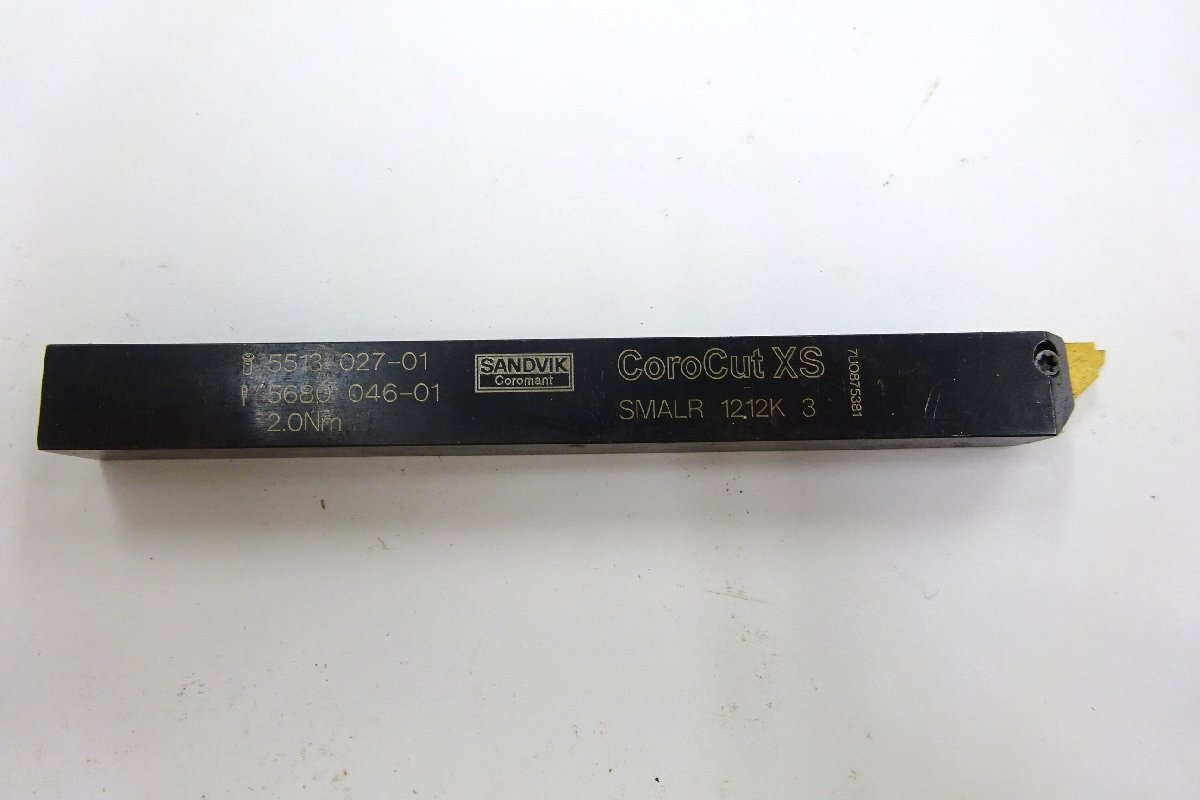 5513 027-01
5680 046-01
2.0Nm
SANDVIK
Coromant
CoroCut XS
SMALR 1212K 3
7U0875381